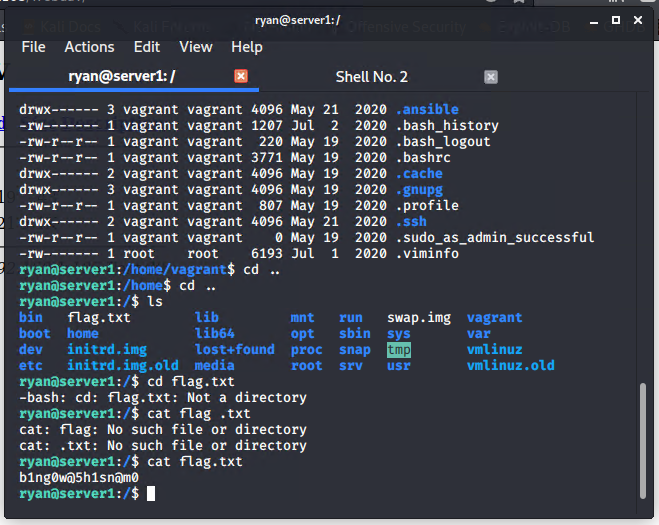 ryan@server1:/
File Actions Edit View Help
ryan@server1: / Shell No. 2
drwx------ 3 vagrant vagrant 4096 May 21 2020 .ansible
-rw------- 1 vagrant vagrant 1207 Jul 2 2020 .bash_history
-rw-r--r-- 1 vagrant vagrant 220 May 19 2020 .bash_logout
-rw-r--r-- 1 vagrant vagrant 3771 May 19 2020 .bashrc
drwx------ 2 vagrant vagrant 4096 May 19 2020 .cache
drwx------ 3 vagrant vagrant 4096 May 19 2020 .gnupg
-rw-r--r-- 1 vagrant vagrant 807 May 19 2020 .profile
drwx------ 2 vagrant vagrant 4096 May 21 2020 .ssh
-rw-r--r-- 1 vagrant vagrant 0 May 19 2020 .sudo_as_admin_successful
-rw------- 1 root root 6193 Jul 1 2020 .viminfo
ryan@server1:/home/vagrant$ cd ..
ryan@server1:/home$ cd ..
ryan@server1:/$ ls
bin flag.txt lib mnt run swap.img vagrant
boot home lib64 opt sbin sys var
dev initrd.img lost+found proc snap tmp vmlinuz
etc initrd.img.old media root srv usr vmlinuz.old
ryan@server1:/$ cd flag.txt
-bash: cd: flag.txt: Not a directory
ryan@server1:/$ cat flag .txt
cat: flag: No such file or directory
cat: .txt: No such file or directory
ryan@server1:/$ cat flag.txt
b1ng0w@5h1sn@m0
ryan@server1:/$